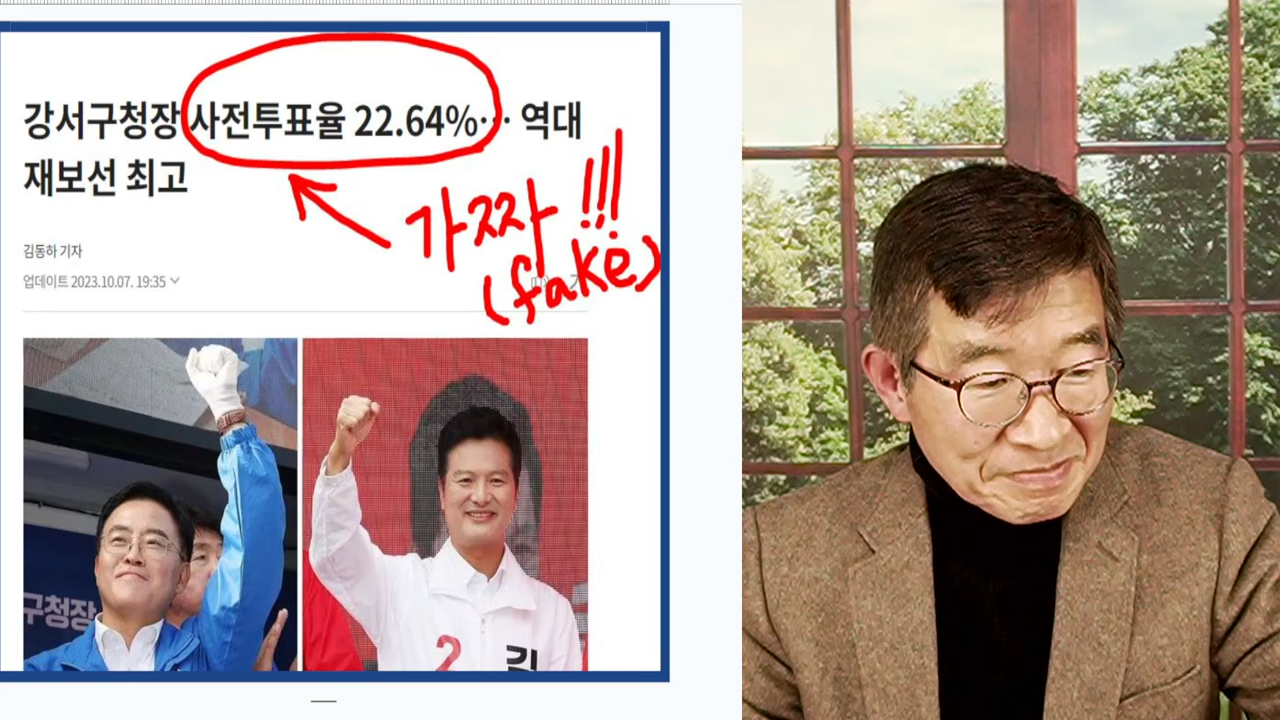 강서구청장 사전투표율 22.64%… 역대
재보선 최고
가짜 !!!
(fake)
김동하 기자
업데이트 2023.10.07. 19:35
구청장
2